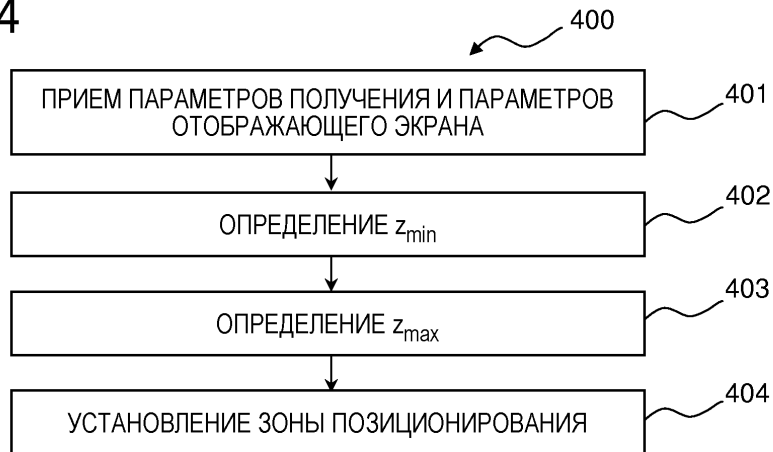 4
400
ПРИЕМ ПАРАМЕТРОВ ПОЛУЧЕНИЯ И ПАРАМЕТРОВ
ОТОБРАЖАЮЩЕГО ЭКРАНА
401
ОПРЕДЕЛЕНИЕ zmin
402
ОПРЕДЕЛЕНИЕ zmax
403
УСТАНОВЛЕНИЕ ЗОНЫ ПОЗИЦИОНИРОВАНИЯ
404